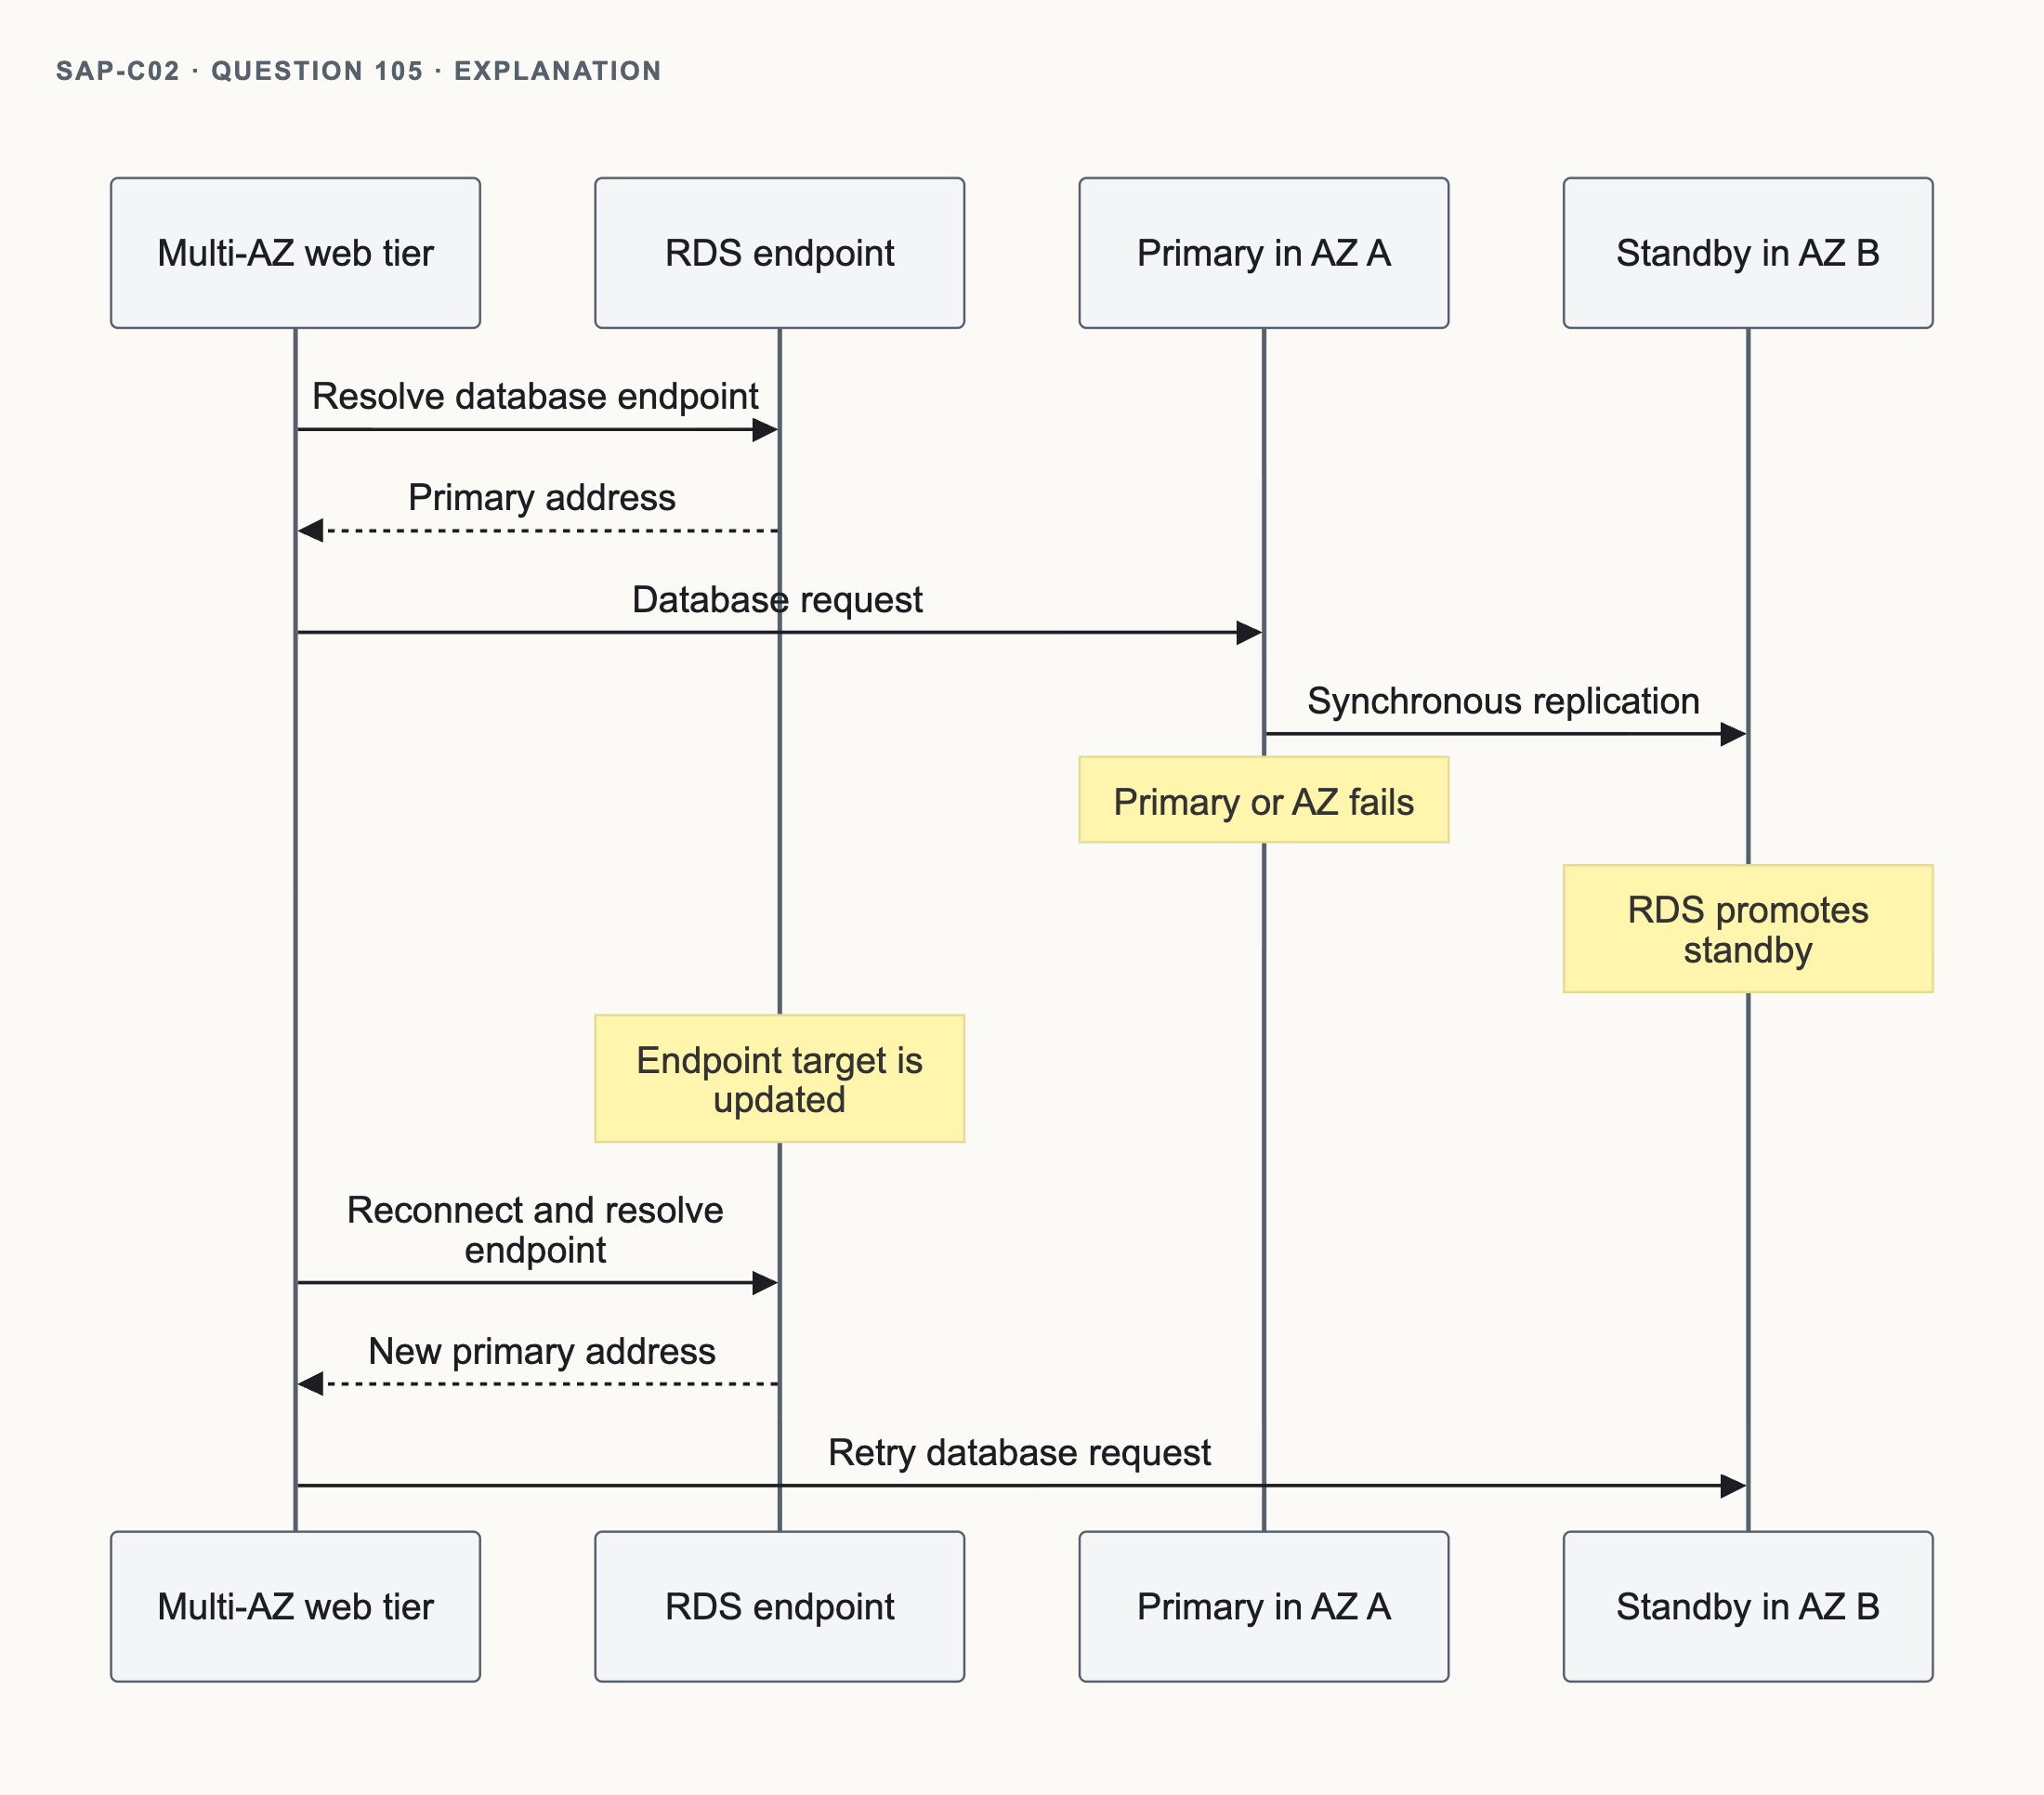 SAP-C02 · QUESTION 105 · EXPLANATION
Multi-AZ web tier
RDS endpoint
Primary in AZ A
Standby in AZ B
Resolve database endpoint
Primary address
Database request
Synchronous replication
Primary or AZ fails
RDS promotes
standby
Endpoint target is
updated
Reconnect and resolve
endpoint
New primary address
Retry database request
Multi-AZ web tier
RDS endpoint
Primary in AZ A
Standby in AZ B